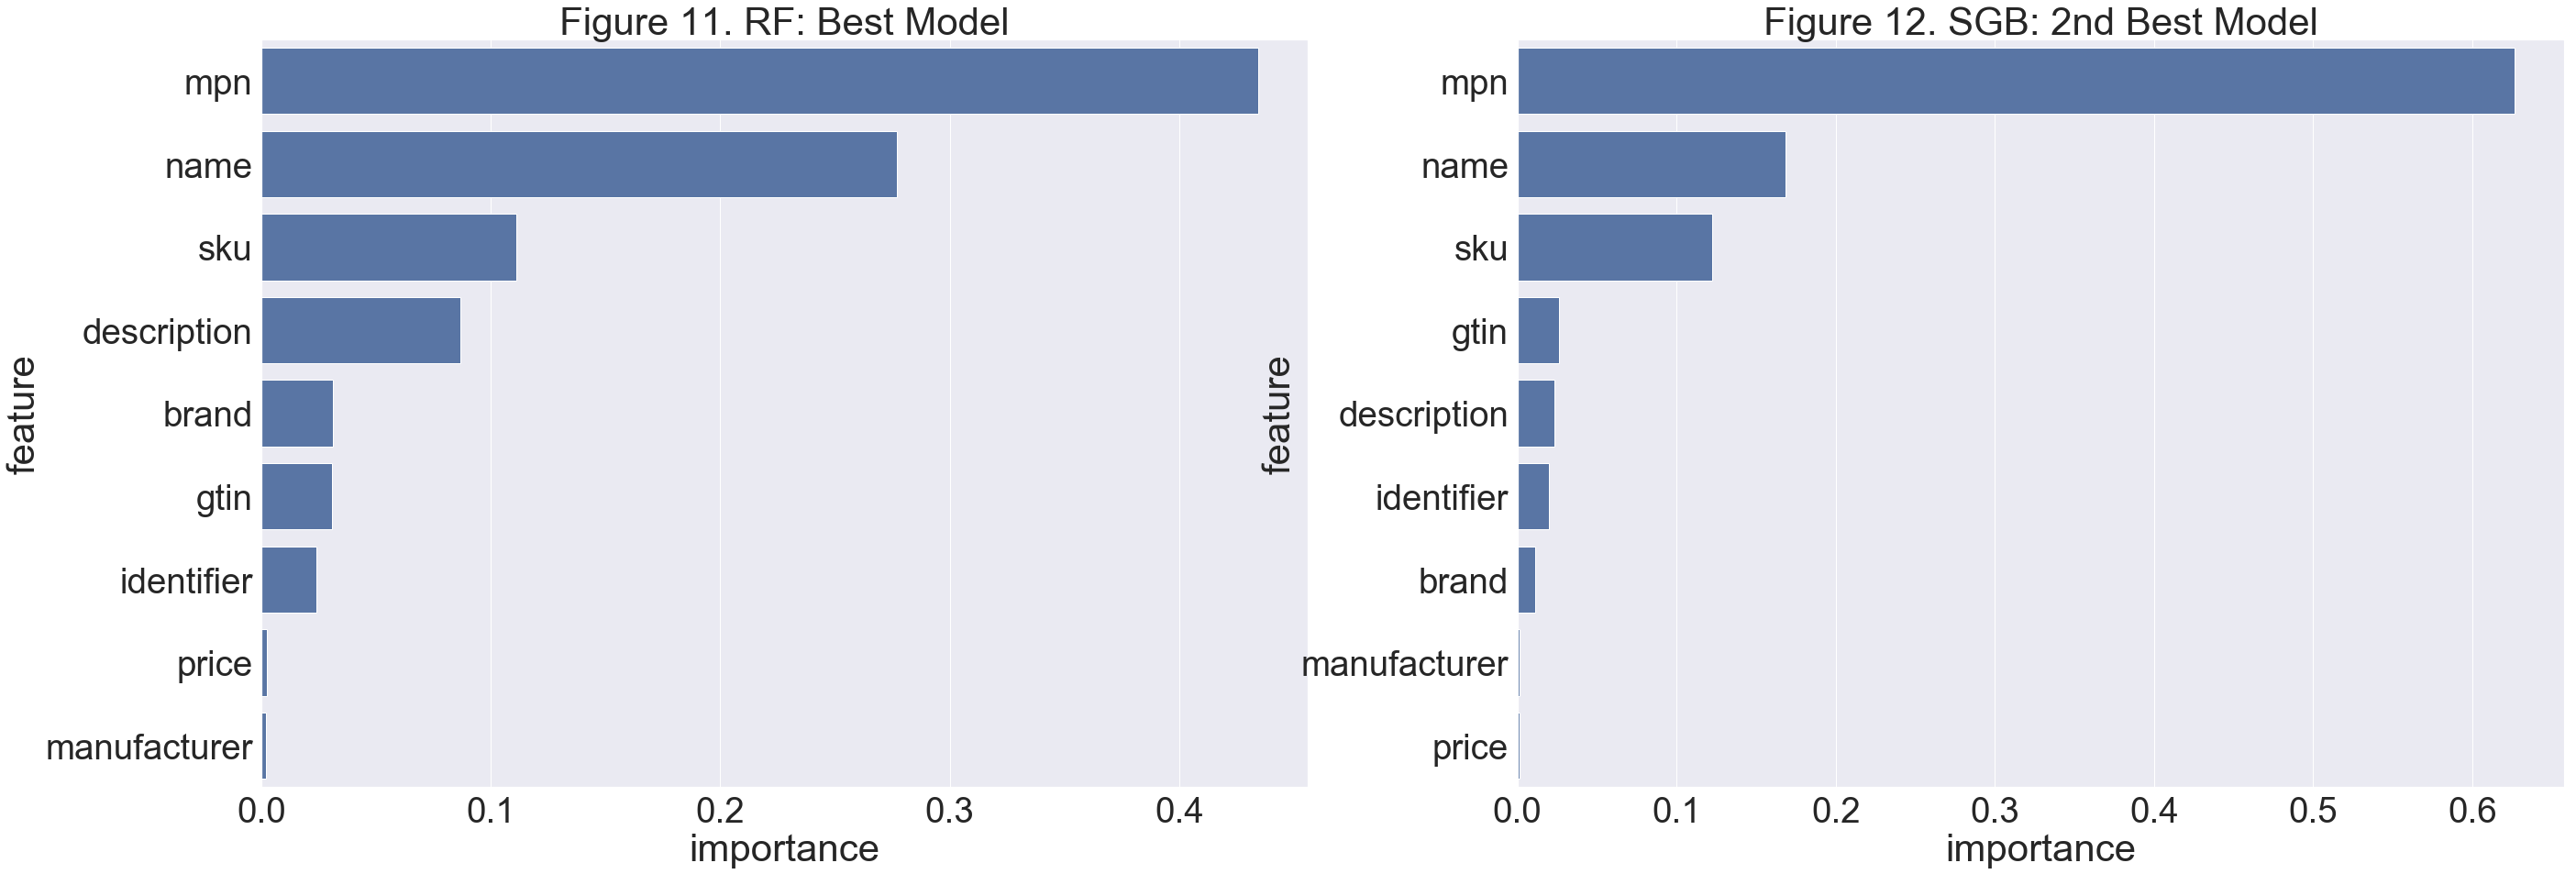 Figure 11. RF: Best Model
mpn
name
sku
description
brand
gtin
identifier
price
manufacturer
feature
0.0 0.1 0.2 0.3 0.4
importance
Figure 12. SGB: 2nd Best Model
mpn
name
sku
gtin
description
identifier
brand
manufacturer
price
feature
0.0 0.1 0.2 0.3 0.4 0.5 0.6
importance